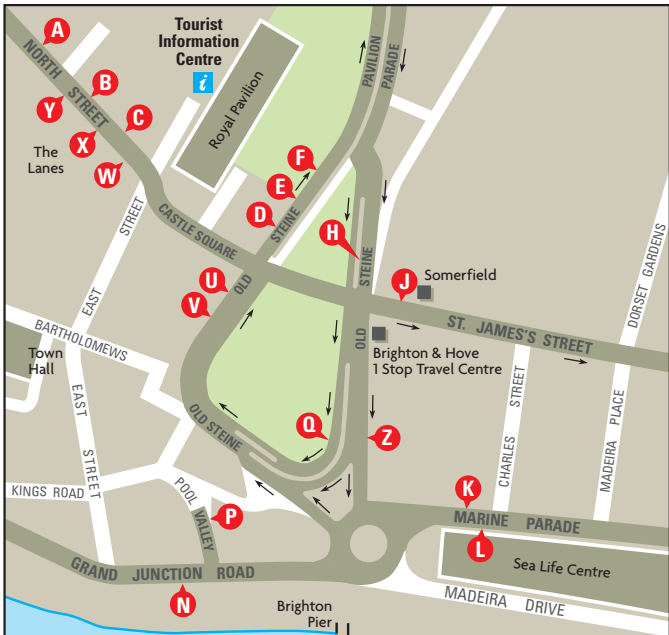 A
NORTH STREET
B
Y
C
X
W
The
Lanes
Tourist
Information
Centre
i
Royal Pavilion
PAVILION
PARADE
F
E
D
STEINE
OLD
H
STEINE
OLD
CASTLE SQUARE
U
V
J
Somerfield
ST. JAMES'S STREET
Brighton & Hove
1 Stop Travel Centre
DORSET GARDENS
EAST
STREET
BARTHOLOMEWS
Town
Hall
EAST
STREET
OLD STEINE
Q
Z
CHARLES
STREET
MADEIRA PLACE
KINGS ROAD
POOL
VALLEY
P
K
MARINE PARADE
L
Sea Life Centre
GRAND JUNCTION ROAD
N
MADEIRA DRIVE
Brighton
Pier